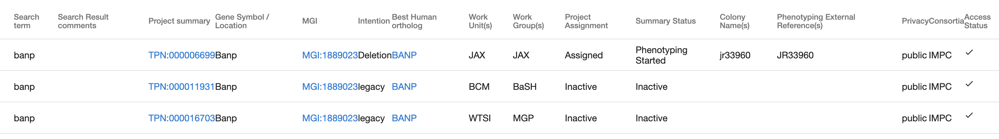 Search term Search Result comments Project summary Gene Symbol / Location MGI Intention Best Human ortholog Work Unit(s) Work Group(s) Project Assignment Summary Status Colony Name(s) Phenotyping External Reference(s) Privacy Consortia Access Status
banp TPN:000006699 Banp MGI:1889023 Deletion BANP JAX JAX Assigned Phenotyping Started jr33960 JR33960 public IMPC ✓
banp TPN:000011931 Banp MGI:1889023 legacy BANP BCM BaSH Inactive Inactive public IMPC ✓
banp TPN:000016703 Banp MGI:1889023 legacy BANP WTSI MGP Inactive Inactive public IMPC ✓